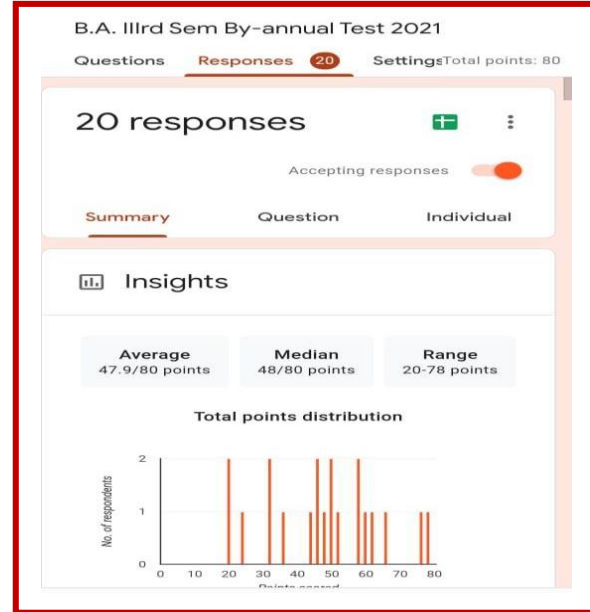 B.A. IIIrd Sem By-annual Test 2021
Questions Responses 20 Settings Total points: 80
20 responses
Accepting responses
Summary Question Individual
Insights
Average Median Range
47.9/80 points 48/80 points 20-78 points
Total points distribution
No. of respondents
2
1
0
0 10 20 30 40 50 60 70 80
Points scored